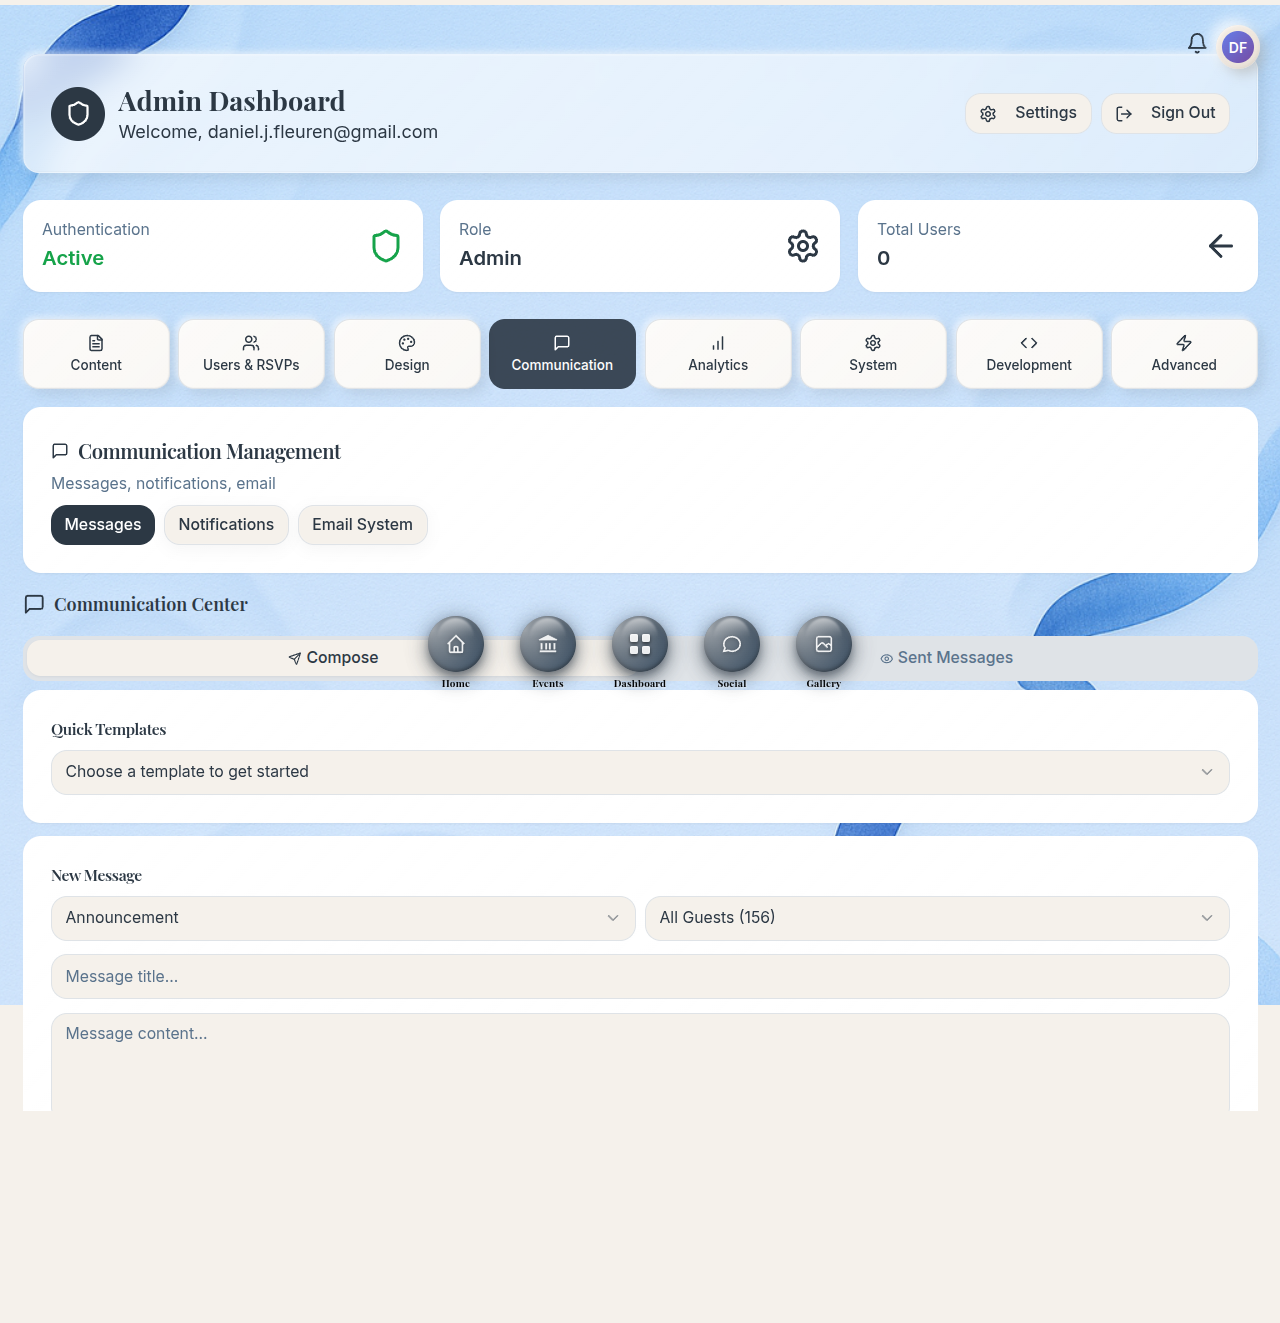 DF
Admin Dashboard
Welcome, daniel.j.fleuren@gmail.com
Settings
Sign Out
Authentication
Active
Role
Admin
Total Users
0
Content
Users & RSVPs
Design
Communication
Analytics
System
Development
Advanced
Communication Management
Messages, notifications, email
Messages
Notifications
Email System
Communication Center
Compose
Sent Messages
Home
Events
Dashboard
Social
Gallery
Quick Templates
Choose a template to get started
New Message
Announcement
All Guests (156)
Message title...
Message content...